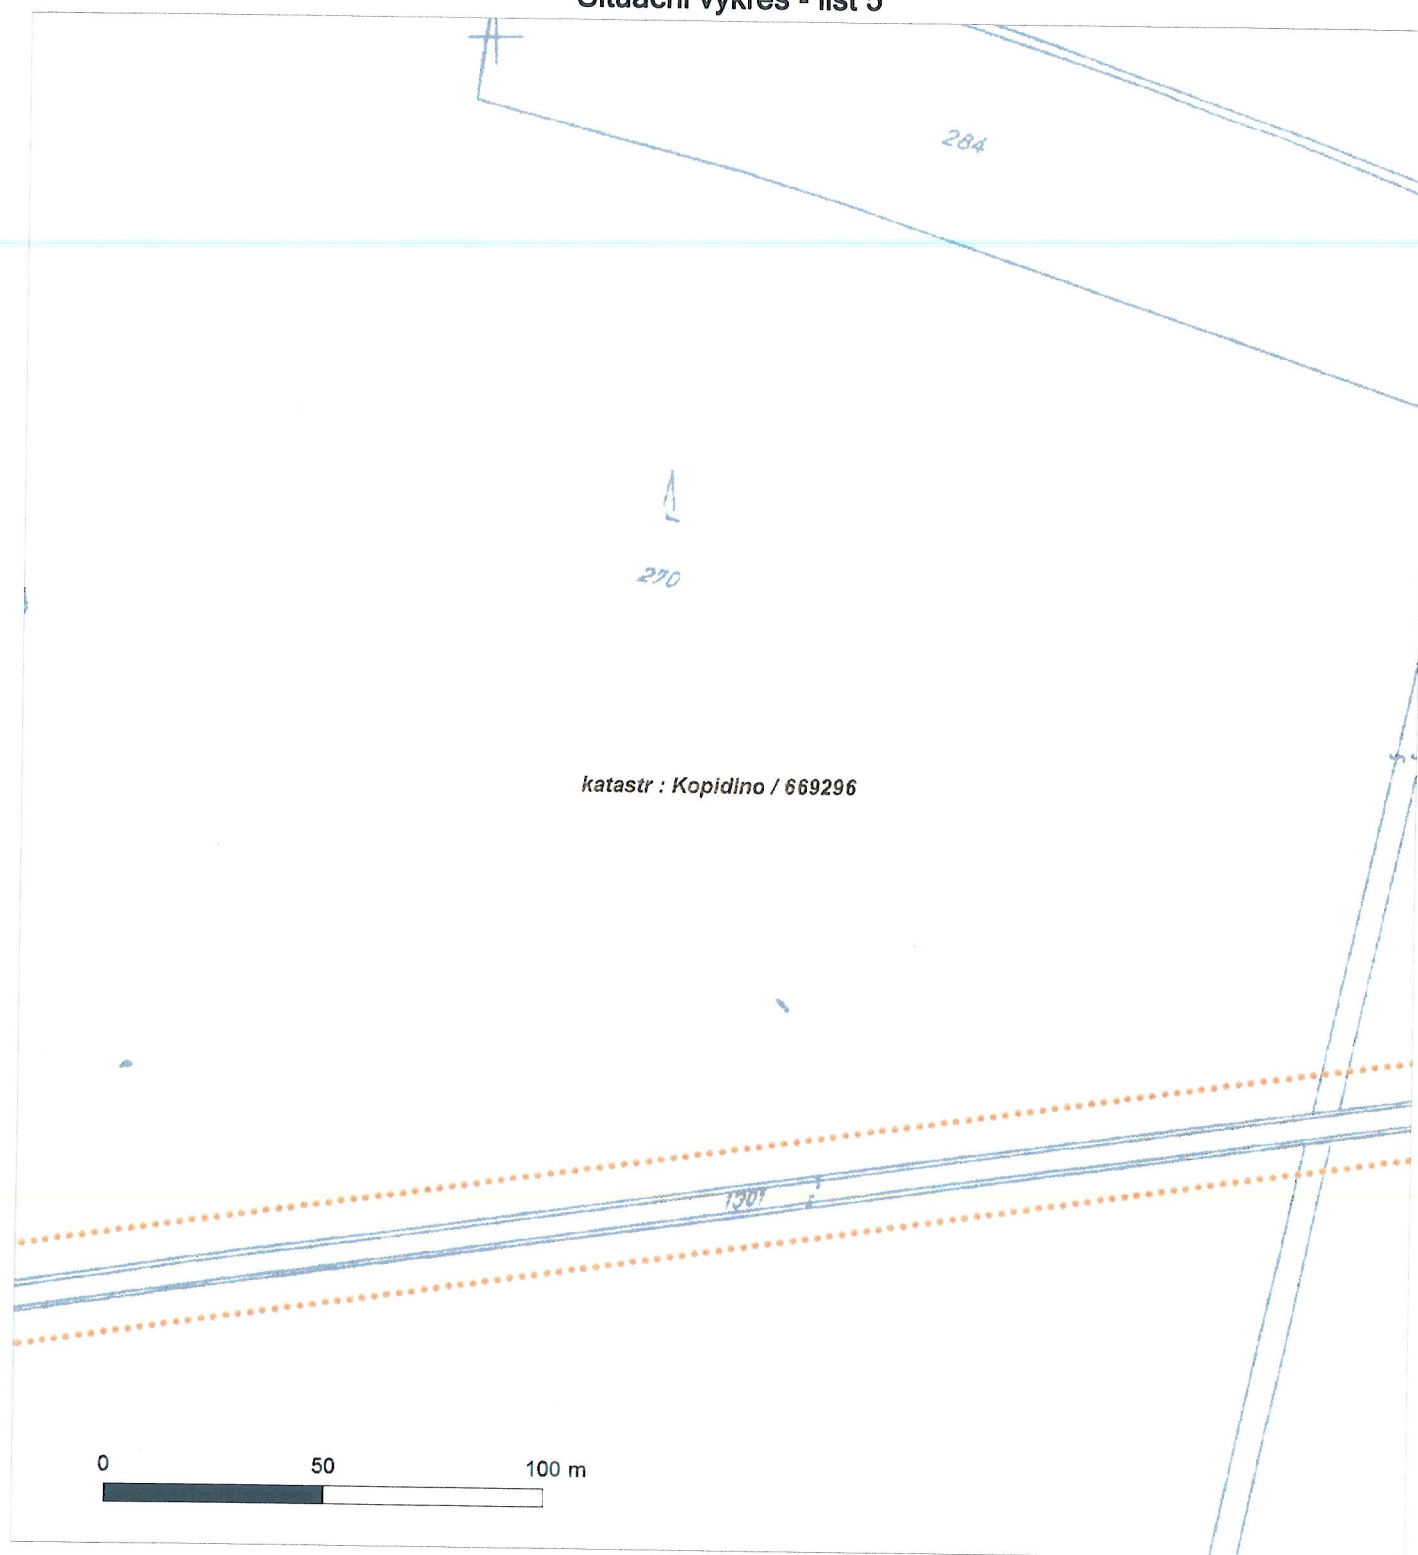 Situační výkres - list 5
284
270
katastr : Kopidlno / 669296
1301
0 50 100 m